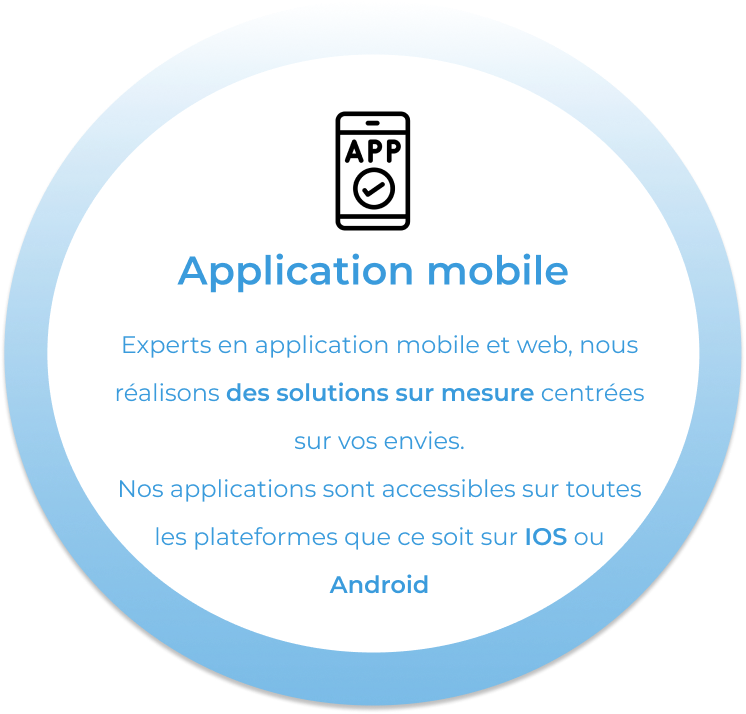 APP
Application mobile
Experts en application mobile et web, nous
réalisons des solutions sur mesure centrées
sur vos envies.
Nos applications sont accessibles sur toutes
les plateformes que ce soit sur IOS ou
Android